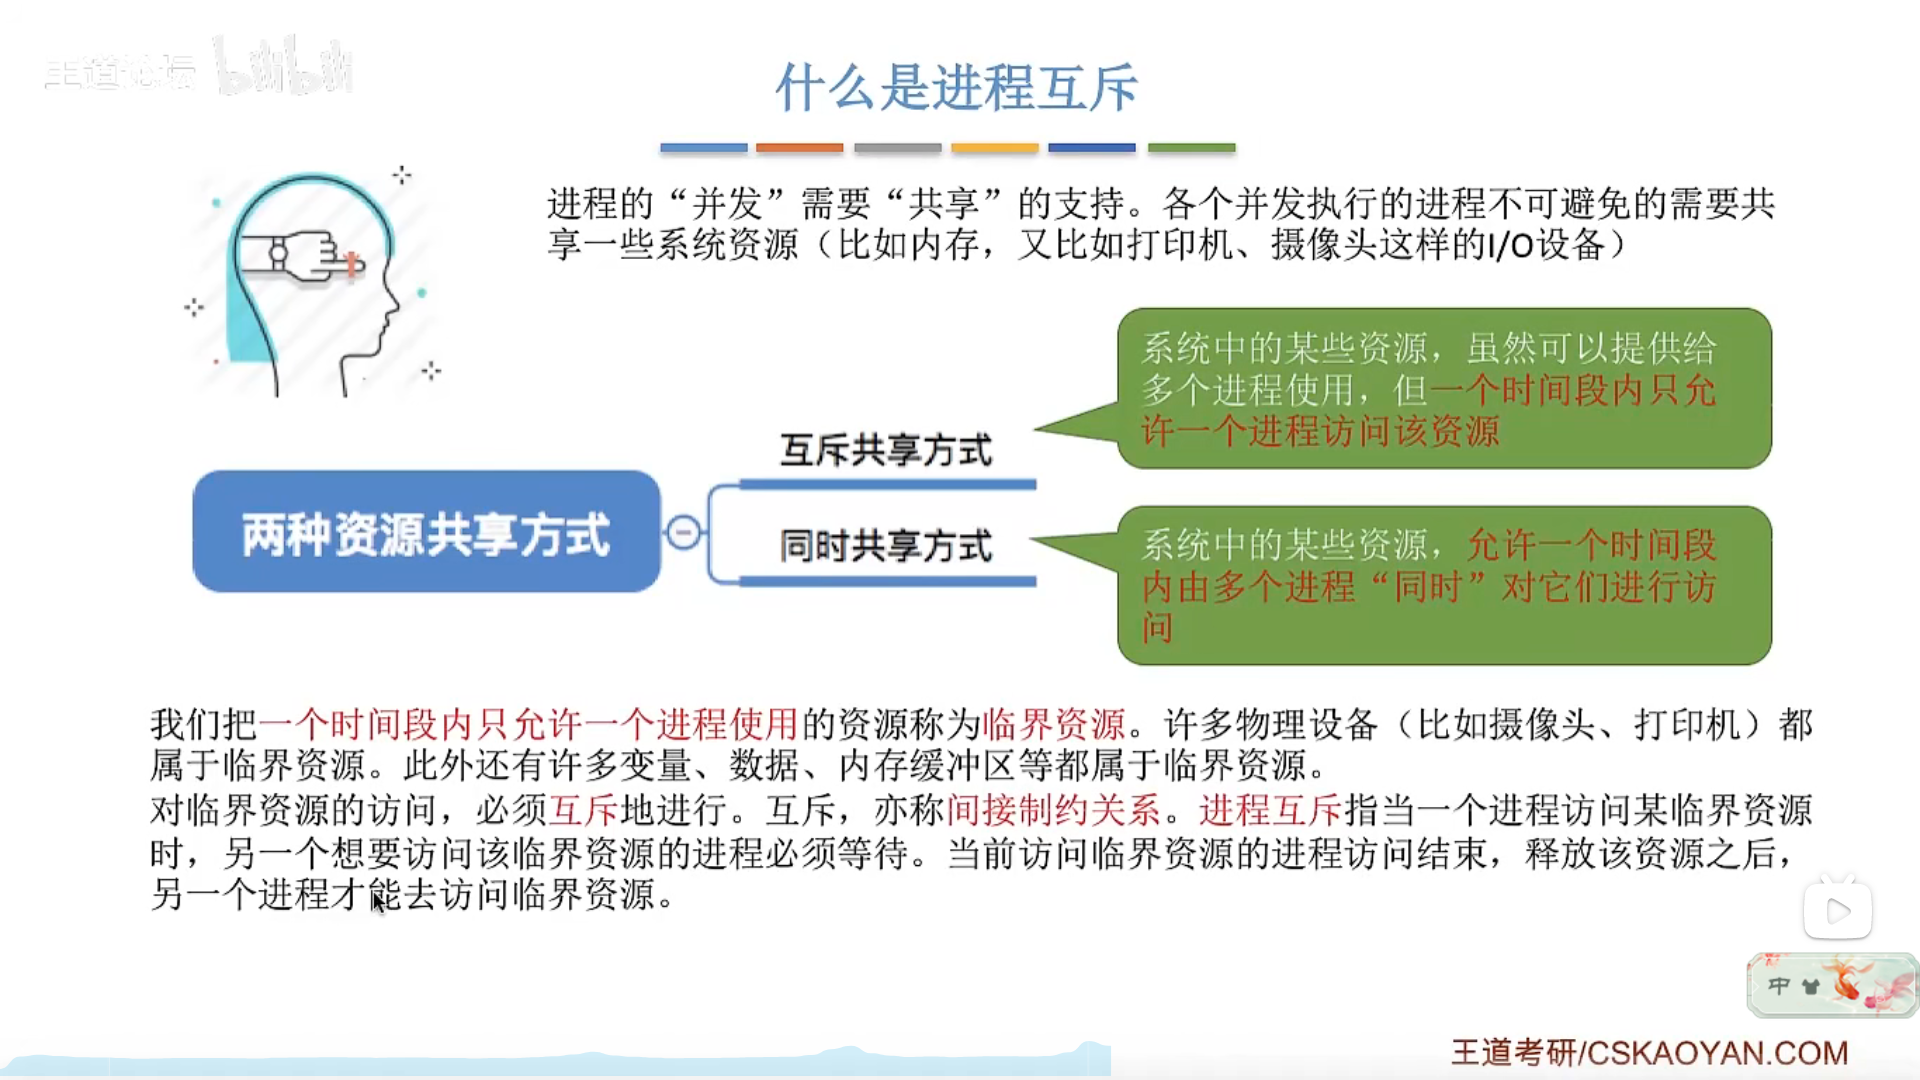 王道论坛 bilibili
什么是进程互斥
进程的“并发”需要“共享”的支持。各个并发执行的进程不可避免的需要共
享一些系统资源（比如内存，又比如打印机、摄像头这样的I/O设备）
系统中的某些资源，虽然可以提供给
多个进程使用，但一个时间段内只允
许一个进程访问该资源
互斥共享方式
两种资源共享方式
同时共享方式
系统中的某些资源，允许一个时间段
内由多个进程“同时”对它们进行访
问
我们把一个时间段内只允许一个进程使用的资源称为临界资源。许多物理设备（比如摄像头、打印机）都
属于临界资源。此外还有许多变量、数据、内存缓冲区等都属于临界资源。
对临界资源的访问，必须互斥地进行。互斥，亦称间接制约关系。进程互斥指当一个进程访问某临界资源
时，另一个想要访问该临界资源的进程必须等待。当前访问临界资源的进程访问结束，释放该资源之后，
另一个进程才能去访问临界资源。
中
王道考研/CSKAOYAN.COM